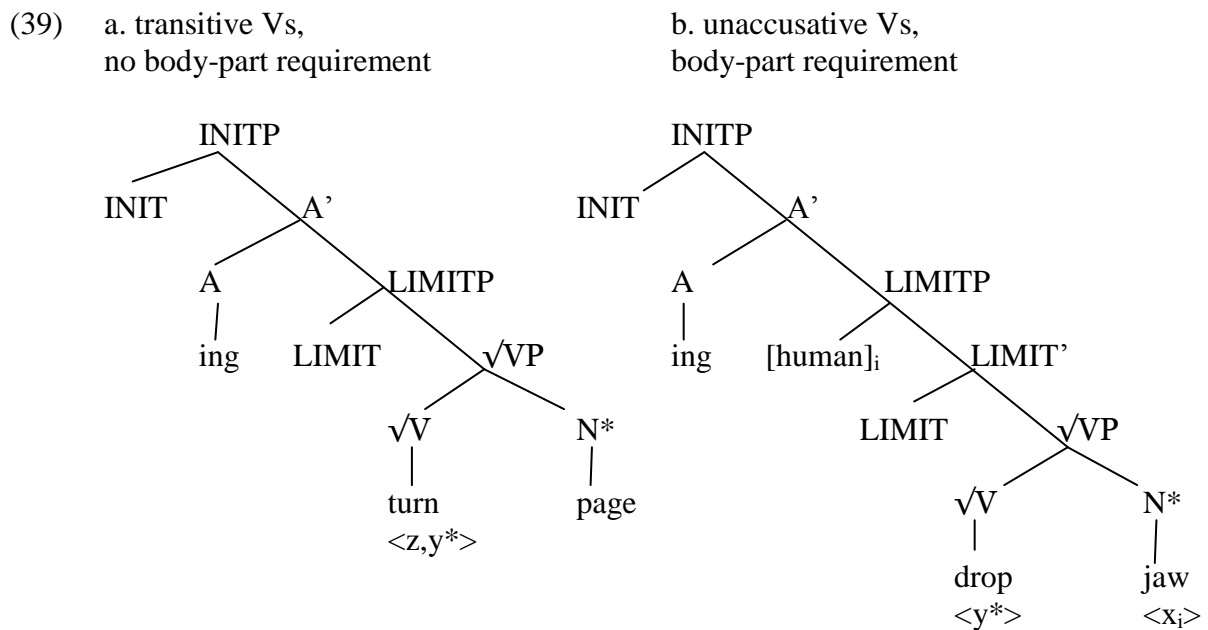 (39) a. transitive Vs, b. unaccusative Vs,
no body-part requirement body-part requirement
INITP INITP
INIT A’ INIT A’
A LIMITP A LIMITP
ing LIMIT √VP ing [human]i LIMIT’
√V N* LIMIT √VP
turn page √V N*
<z,y*> drop jaw
<y*> <xi>